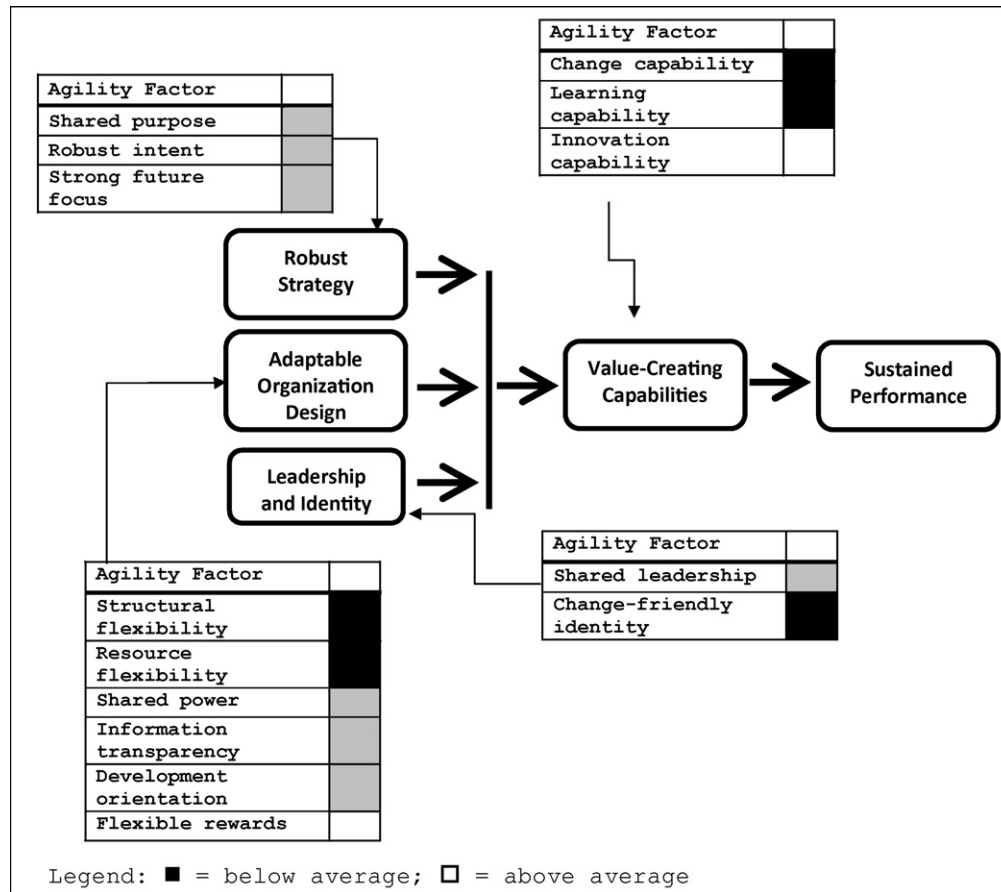 Agility Factor
Shared purpose
Robust intent
Strong future
focus
Agility Factor
Change capability
Learning
capability
Innovation
capability
Robust
Strategy
Adaptable
Organization
Design
Leadership
and Identity
Value-Creating
Capabilities
Sustained
Performance
Agility Factor
Structural
flexibility
Resource
flexibility
Shared power
Information
transparency
Development
orientation
Flexible rewards
Agility Factor
Shared leadership
Change-friendly
identity
Legend: ■ = below average; □ = above average